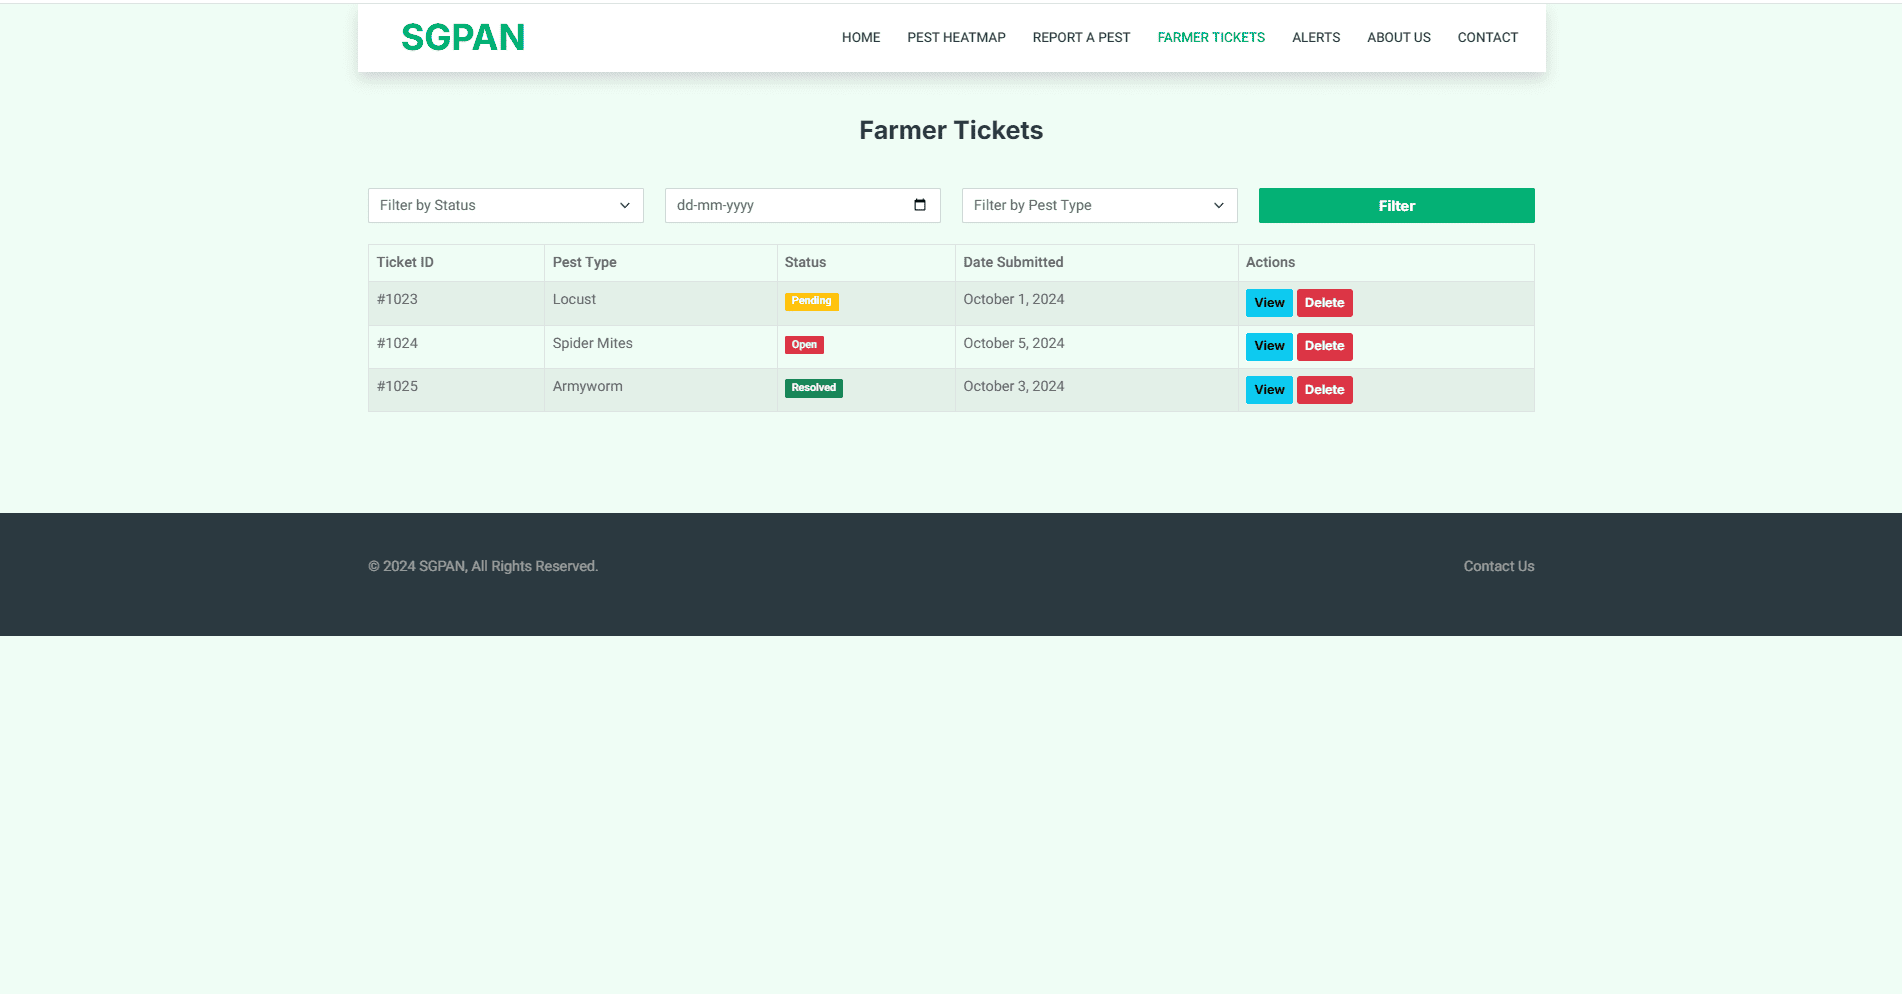 SGPAN
HOME PEST HEATMAP REPORT A PEST FARMER TICKETS ALERTS ABOUT US CONTACT
Farmer Tickets
Filter by Status dd-mm-yyyy Filter by Pest Type Filter
Ticket ID Pest Type Status Date Submitted Actions
#1023 Locust Pending October 1, 2024 View Delete
#1024 Spider Mites Open October 5, 2024 View Delete
#1025 Armyworm Resolved October 3, 2024 View Delete
© 2024 SGPAN, All Rights Reserved. Contact Us